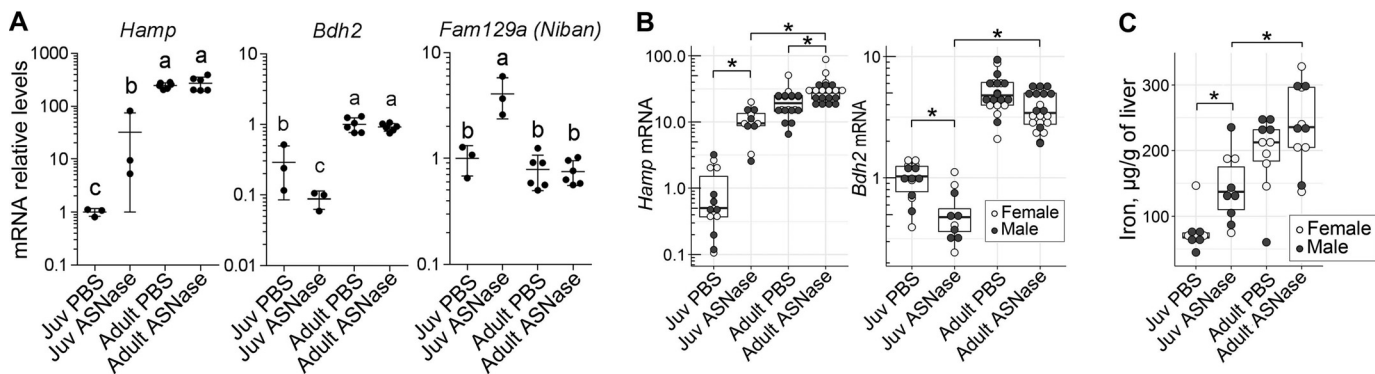 A
Hamp
Bdh2
Fam129a (Niban)
mRNA relative levels
1000
100
10
1
0.1
c
b
a
a
10
1
0.1
0.01
b
c
a
a
10
1
0.1
b
a
b
b
Juv PBS
Juv ASNase
Adult PBS
Adult ASNase
Juv PBS
Juv ASNase
Adult PBS
Adult ASNase
Juv PBS
Juv ASNase
Adult PBS
Adult ASNase
B
Hamp mRNA
100.0
10.0
1.0
0.1
*
*
*
Juv PBS
Juv ASNase
Adult PBS
Adult ASNase
Bdh2 mRNA
10
1
*
*
Female
Male
Juv PBS
Juv ASNase
Adult PBS
Adult ASNase
C
Iron, µg/g of liver
300
200
100
*
*
Female
Male
Juv PBS
Juv ASNase
Adult PBS
Adult ASNase